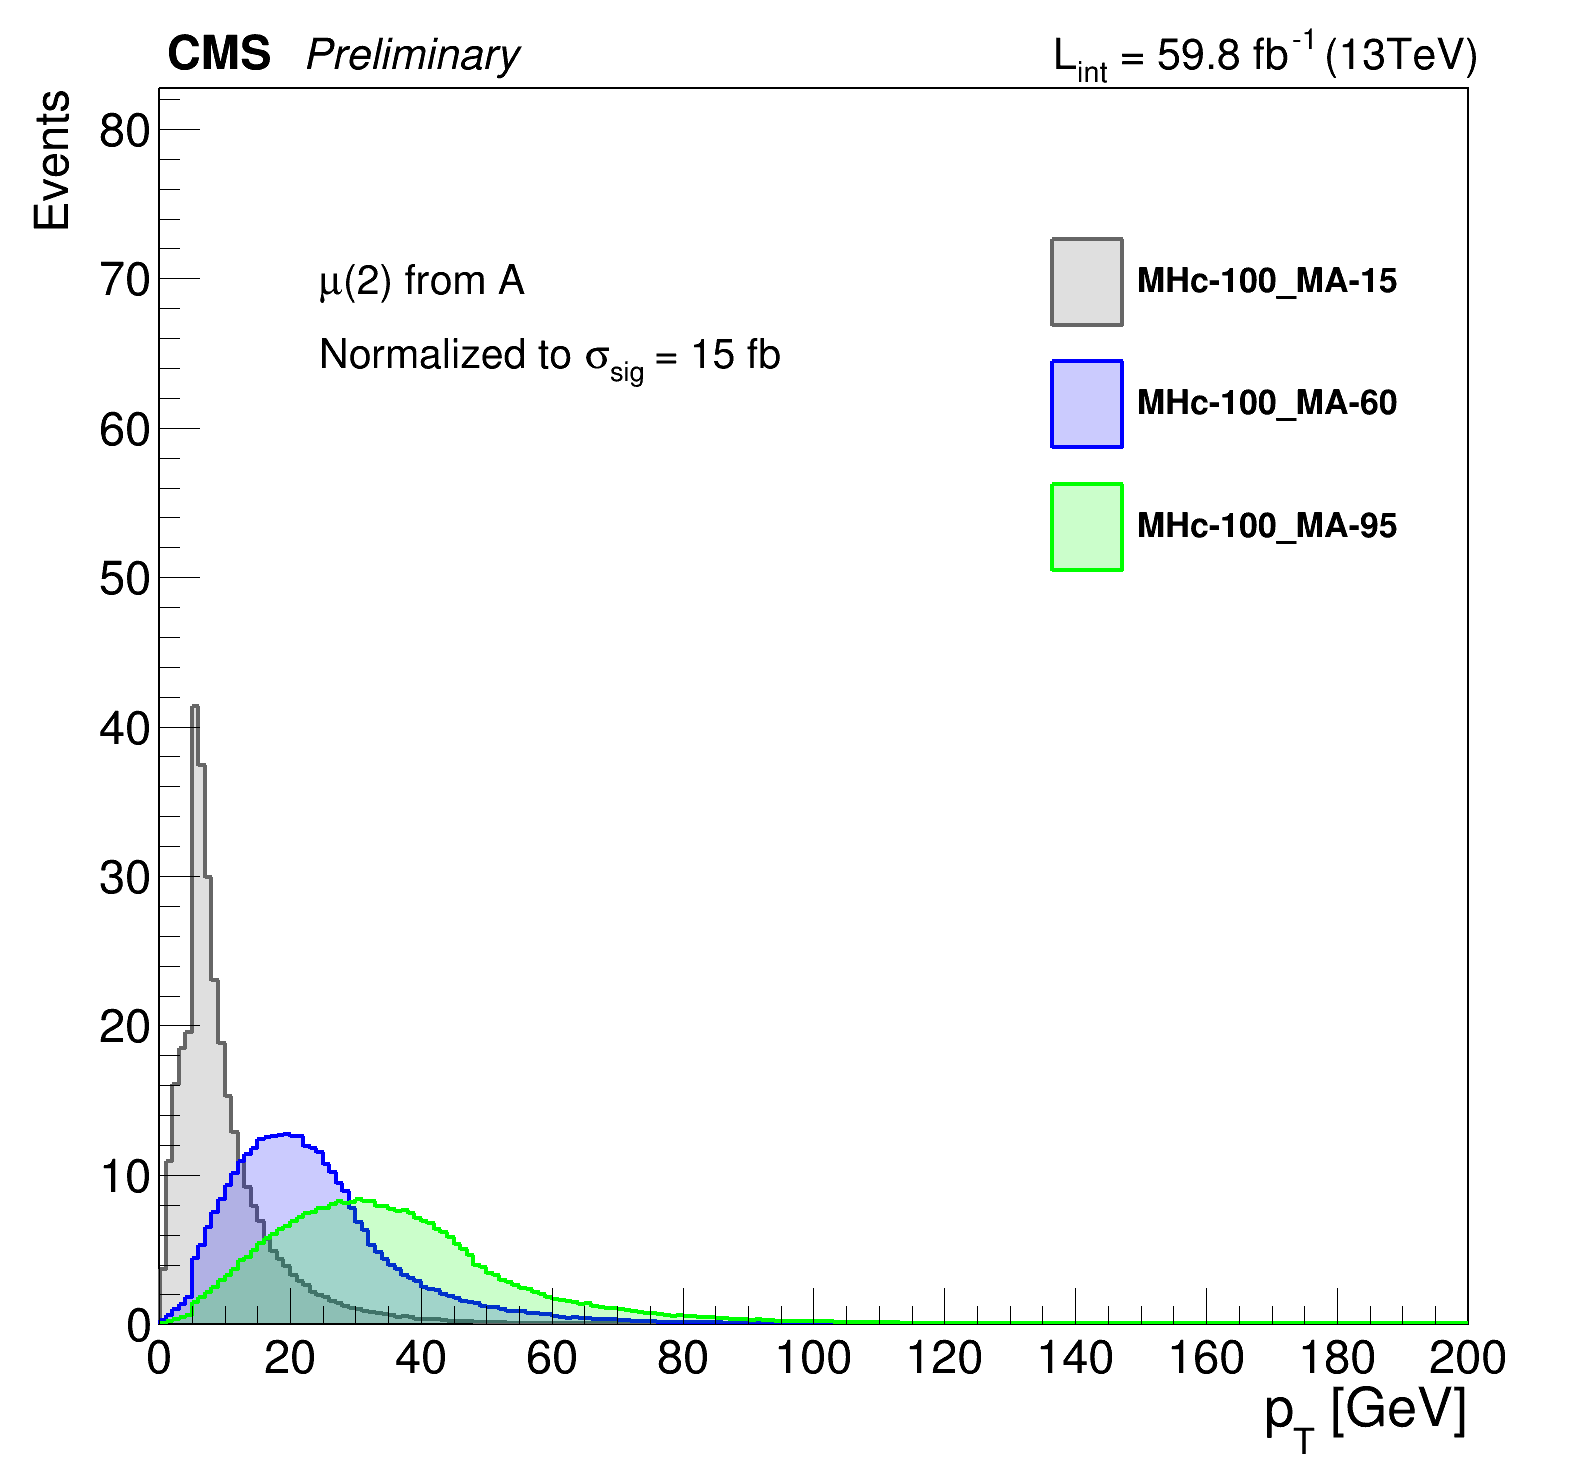 CMS Preliminary L_int = 59.8 fb^-1 (13TeV)
Events
80
70
60
50
40
30
20
10
0
μ(2) from A
Normalized to σ_sig = 15 fb
MHc-100_MA-15
MHc-100_MA-60
MHc-100_MA-95
0 20 40 60 80 100 120 140 160 180 200
p_T [GeV]